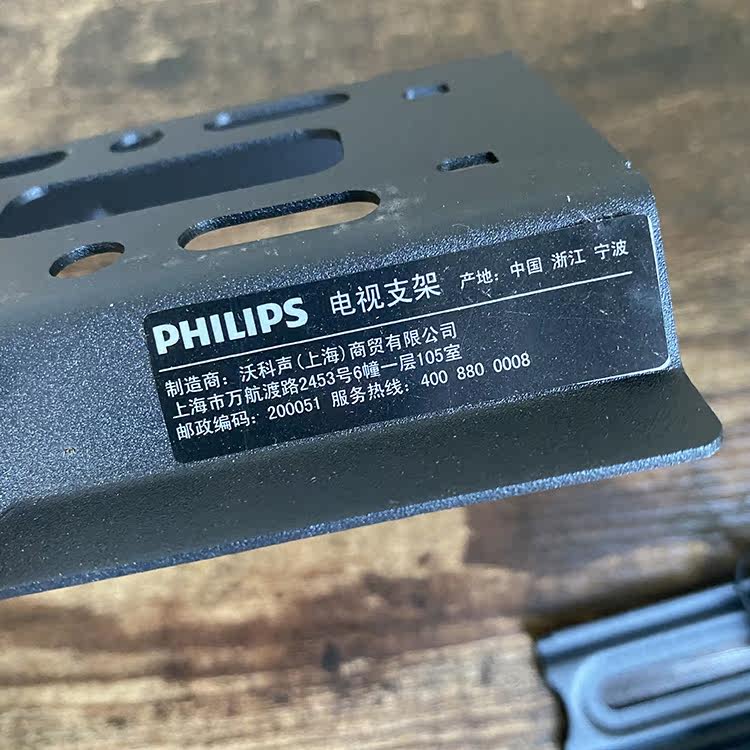 PHILIPS 电视支架 产地: 中国 浙江 宁波
制造商: 沃科声(上海)商贸有限公司
上海市万航渡路2453号6幢一层105室
邮政编码: 200051 服务热线: 400 880 0008